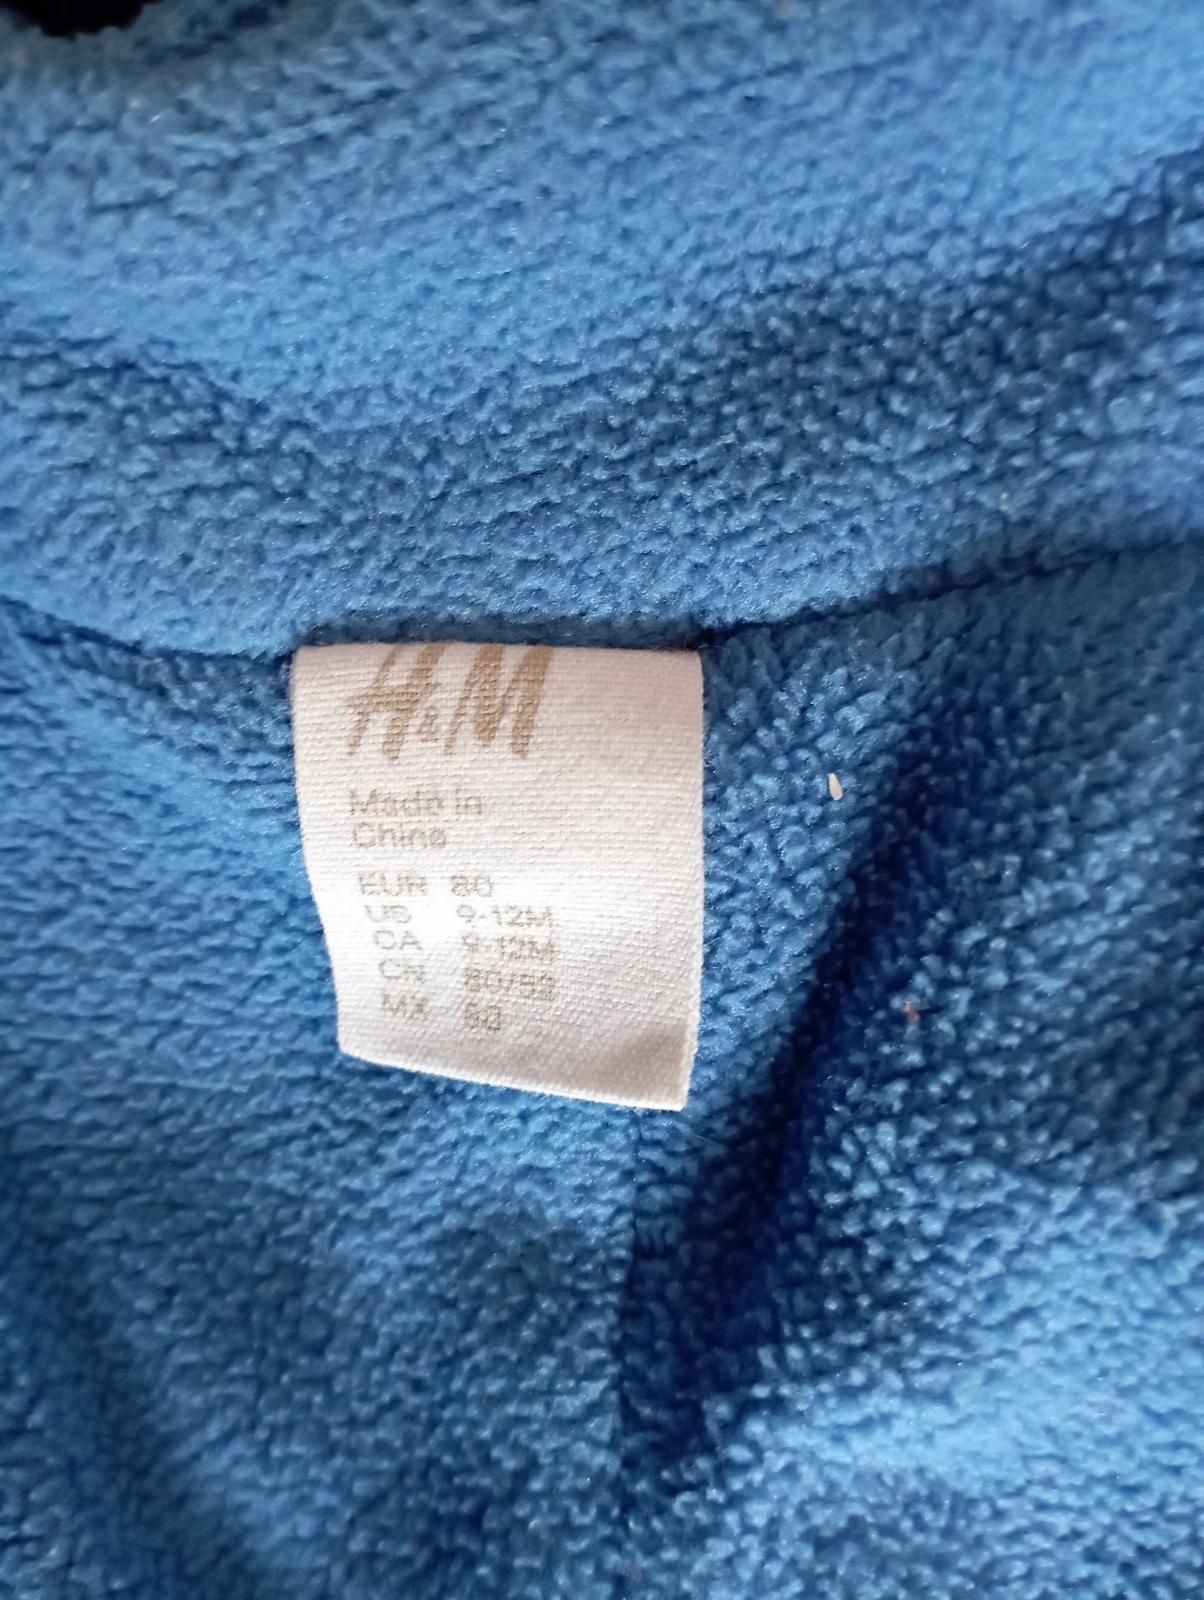 H&M
Made in
China
EUR 80
US 9-12M
CA 9-12M
CN 80/52
MX 80